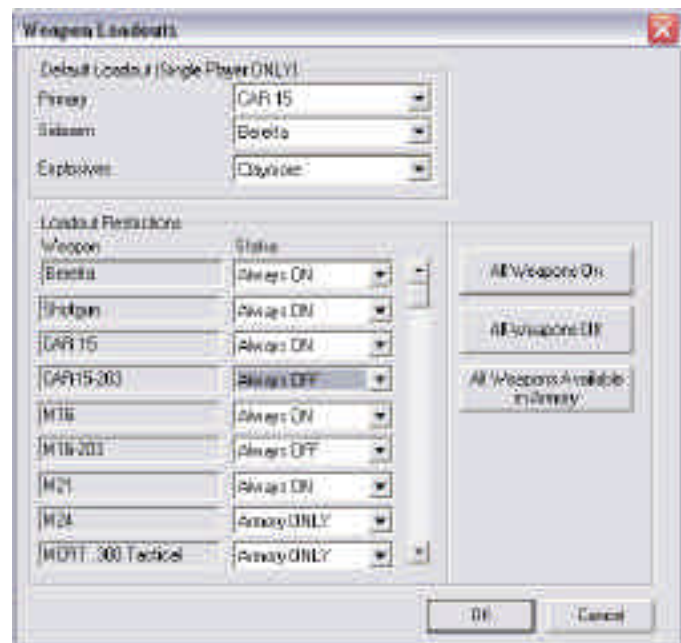 Weapon Loadouts
Default Loadout (Single Player ONLY)
Primary CAR 15
Sidearm Beretta
Explosives Claymore
Loadout Restrictions
Weapon Status
Beretta Always ON
Shotgun Always ON
CAR 15 Always ON
CAR15-203 Always OFF
M16 Always ON
M16-203 Always OFF
M21 Always ON
M24 Armory ONLY
.300 Tactical Armory ONLY
All Weapons On
All Weapons Off
All Weapons Available
in Armory
OK Cancel